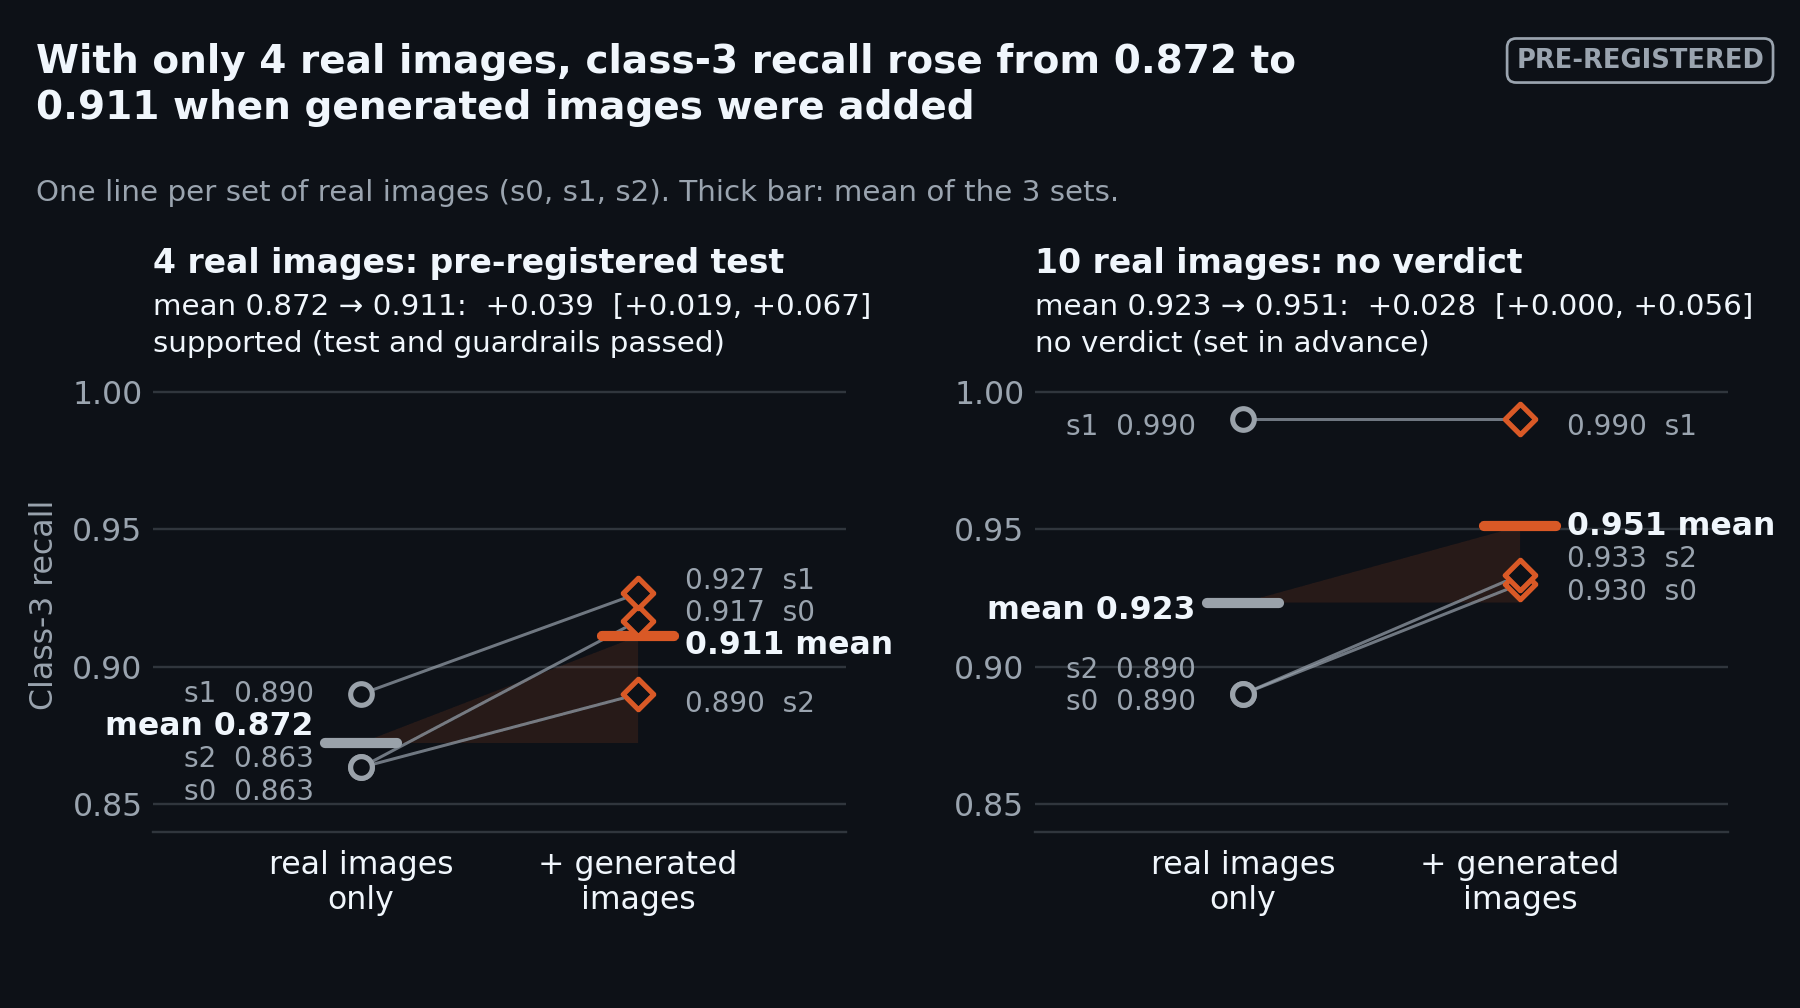 With only 4 real images, class-3 recall rose from 0.872 to
0.911 when generated images were added
PRE-REGISTERED
One line per set of real images (s0, s1, s2). Thick bar: mean of the 3 sets.
4 real images: pre-registered test
mean 0.872 → 0.911:  +0.039  [+0.019, +0.067]
supported (test and guardrails passed)
Class-3 recall
1.00
0.95
0.90
0.85
s1  0.890
mean 0.872
s2  0.863
s0  0.863
0.927  s1
0.917  s0
0.911 mean
0.890  s2
real images
only
+ generated
images
10 real images: no verdict
mean 0.923 → 0.951:  +0.028  [+0.000, +0.056]
no verdict (set in advance)
1.00
0.95
0.90
0.85
s1  0.990
mean 0.923
s2  0.890
s0  0.890
0.990  s1
0.951 mean
0.933  s2
0.930  s0
real images
only
+ generated
images